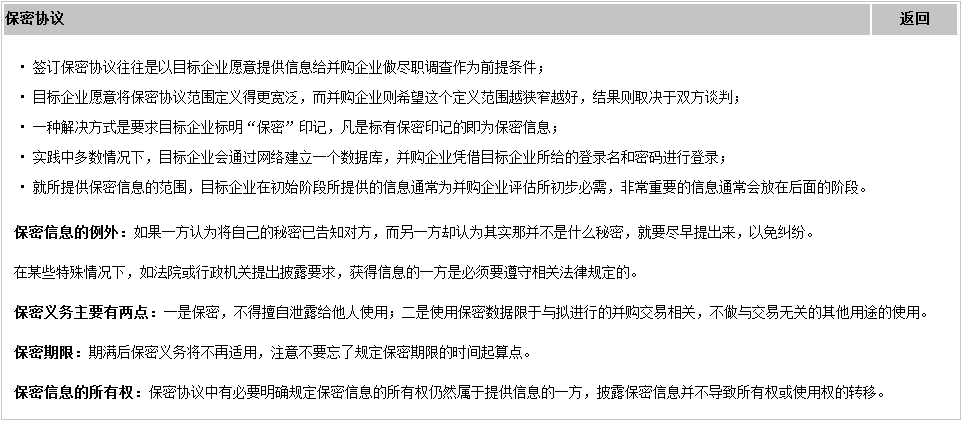 保密协议
返回
· 签订保密协议往往是以目标企业愿意提供信息给并购企业做尽职调查作为前提条件；
· 目标企业愿意将保密协议范围定义得更宽泛，而并购企业则希望这个定义范围越狭窄越好，结果则取决于双方谈判；
· 一种解决方式是要求目标企业标明“保密”印记，凡是标有保密印记的即为保密信息；
· 实践中多数情况下，目标企业会通过网络建立一个数据库，并购企业凭借目标企业所给的登录名和密码进行登录；
· 就所提供保密信息的范围，目标企业在初始阶段所提供的信息通常为并购企业评估所初步必需，非常重要的信息通常会放在后面的阶段。
保密信息的例外：如果一方认为将自己的秘密已告知对方，而另一方却认为其实那并不是什么秘密，就要尽早提出来，以免纠纷。
在某些特殊情况下，如法院或行政机关提出披露要求，获得信息的一方是必须要遵守相关法律规定的。
保密义务主要有两点：一是保密，不得擅自泄露给他人使用；二是使用保密数据限于与拟进行的并购交易相关，不做与交易无关的其他用途的使用。
保密期限：期满后保密义务将不再适用，注意不要忘了规定保密期限的时间起算点。
保密信息的所有权：保密协议中有必要明确规定保密信息的所有权仍然属于提供信息的一方，披露保密信息并不导致所有权或使用权的转移。